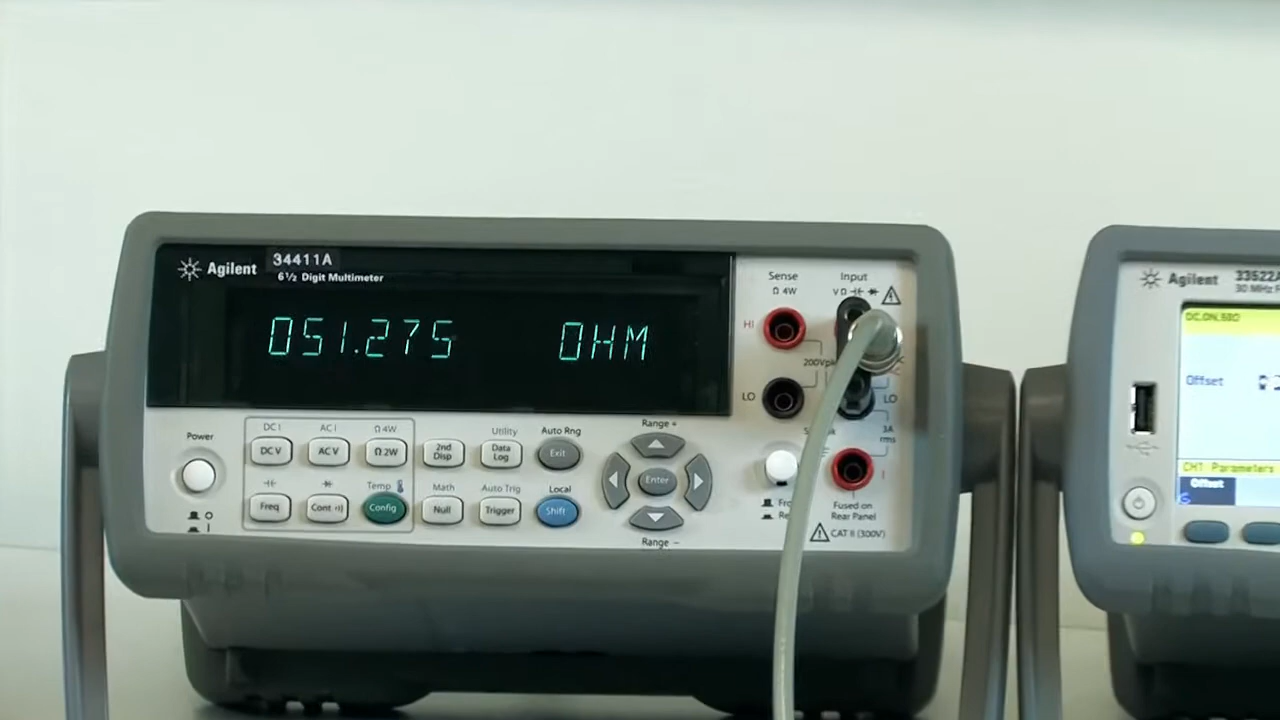 Agilent 34411A
6½ Digit Multimeter
051.275 OHM
Sense
Ω 4W
Input
V Ω
HI
200Vpk
LO
LO
3A
rms
I
Fused on
Rear Panel
CAT II (300V)
Power
DC I
AC I
Ω 4W
Utility
Auto Rng
Range +
DC V
AC V
Ω 2W
2nd
Disp
Data
Log
Exit
Enter
Temp
Math
Auto Trig
Local
Freq
Cont
Config
Null
Trigger
Shift
Range −
Agilent
Offset
CH1 Parameters
Offset